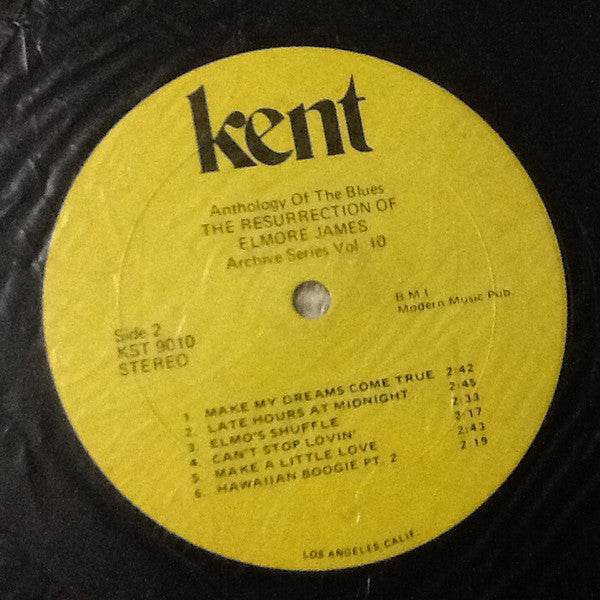 kent
Anthology Of The Blues
THE RESURRECTION OF
ELMORE JAMES
Archive Series Vol. 10
B.M.I.
Modern Music Pub.
Side 2
KST 9010
STEREO
1. MAKE MY DREAMS COME TRUE 2:42
2. LATE HOURS AT MIDNIGHT 2:45
3. ELMO'S SHUFFLE 2:33
4. CAN'T STOP LOVIN' 3:17
5. MAKE A LITTLE LOVE 2:43
6. HAWAIIAN BOOGIE PT. 2 2:19
LOS ANGELES, CALIF.